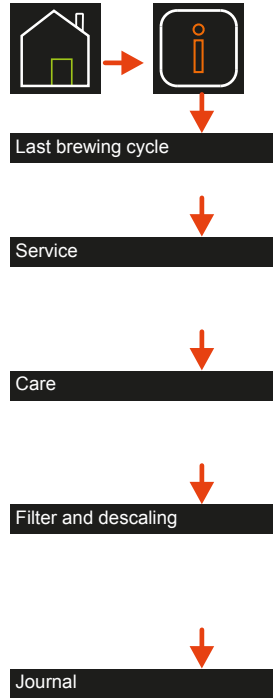 Last brewing cycle
Service
Care
Filter and descaling
Journal